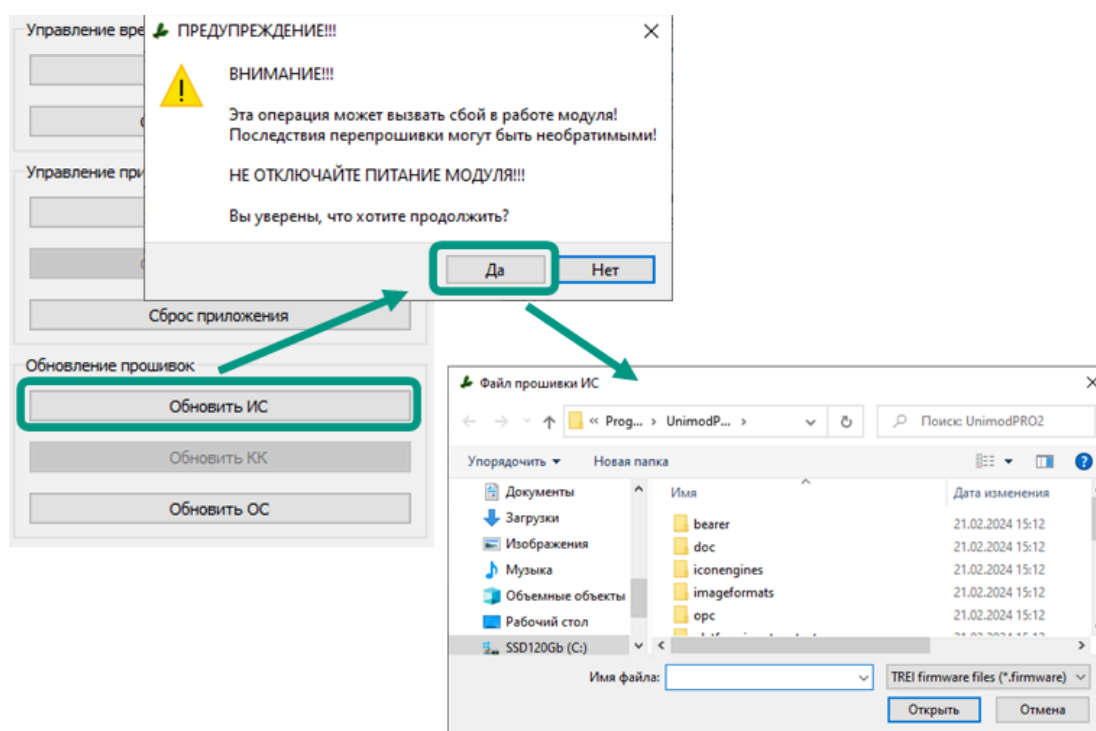 Управление вре
ПРЕДУПРЕЖДЕНИЕ!!!
ВНИМАНИЕ!!!
Эта операция может вызвать сбой в работе модуля!
Последствия перепрошивки могут быть необратимыми!
Управление при
НЕ ОТКЛЮЧАЙТЕ ПИТАНИЕ МОДУЛЯ!!!
Вы уверены, что хотите продолжить?
Да Нет
Сброс приложения
Обновление прошивок
Обновить ИС
Обновить КК
Обновить ОС
Файл прошивки ИС
« Prog... › UnimodP... ›
Поиск: UnimodPRO2
Упорядочить Новая папка
Документы
Загрузки
Изображения
Музыка
Объемные объекты
Рабочий стол
SSD120Gb (C:)
Имя Дата изменения
bearer 21.02.2024 15:12
doc 21.02.2024 15:12
iconengines 21.02.2024 15:12
imageformats 21.02.2024 15:12
opc 21.02.2024 15:12
Имя файла: TREI firmware files (*.firmware)
Открыть Отмена